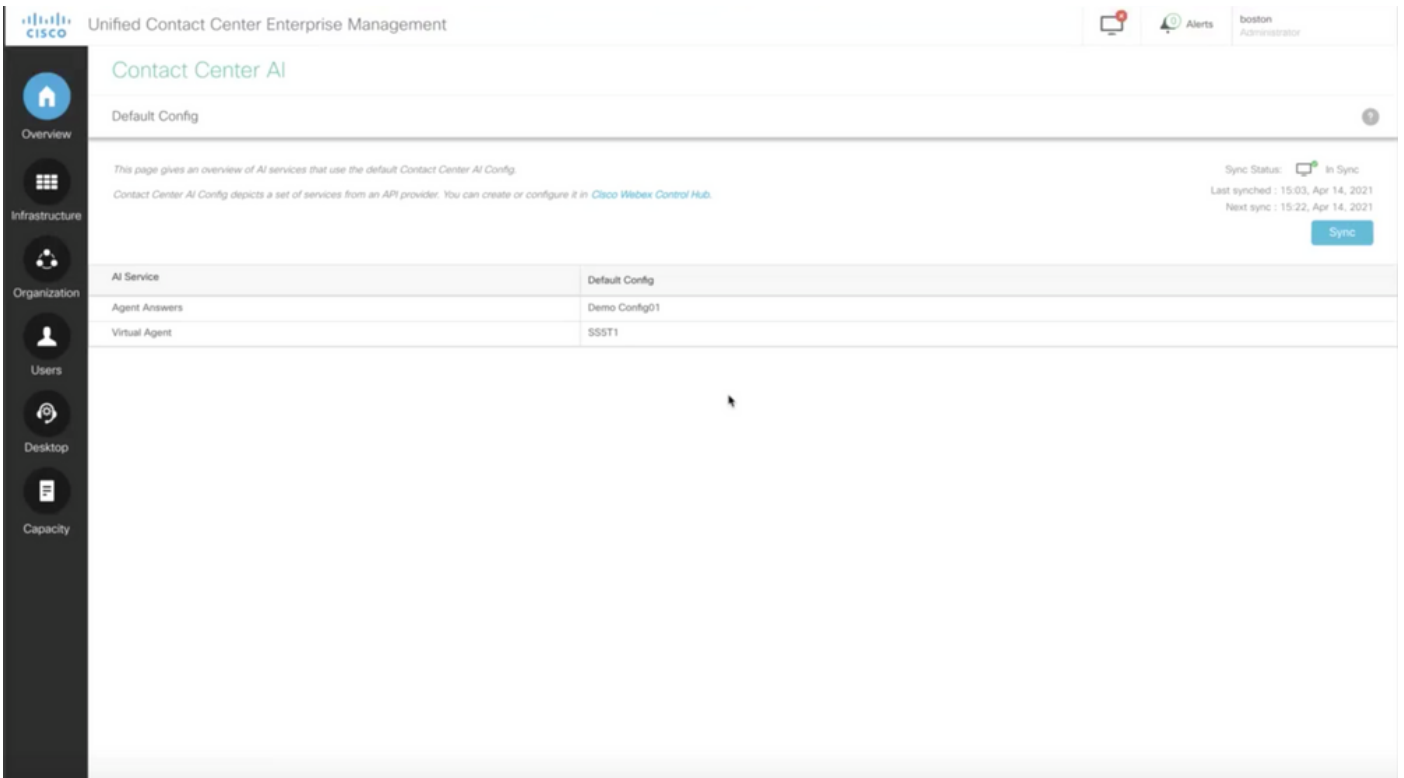 CISCO Unified Contact Center Enterprise Management
0 Alerts
boston
Administrator
Contact Center AI
Default Config
?
Overview
Infrastructure
Organization
Users
Desktop
Capacity
This page gives an overview of AI services that use the default Contact Center AI Config.
Contact Center AI Config depicts a set of services from an API provider. You can create or configure it in Cisco Webex Control Hub.
Sync Status: In Sync
Last synched : 15:03, Apr 14, 2021
Next sync : 15:22, Apr 14, 2021
Sync
AI Service Default Config
Agent Answers Demo Config01
Virtual Agent SS5T1